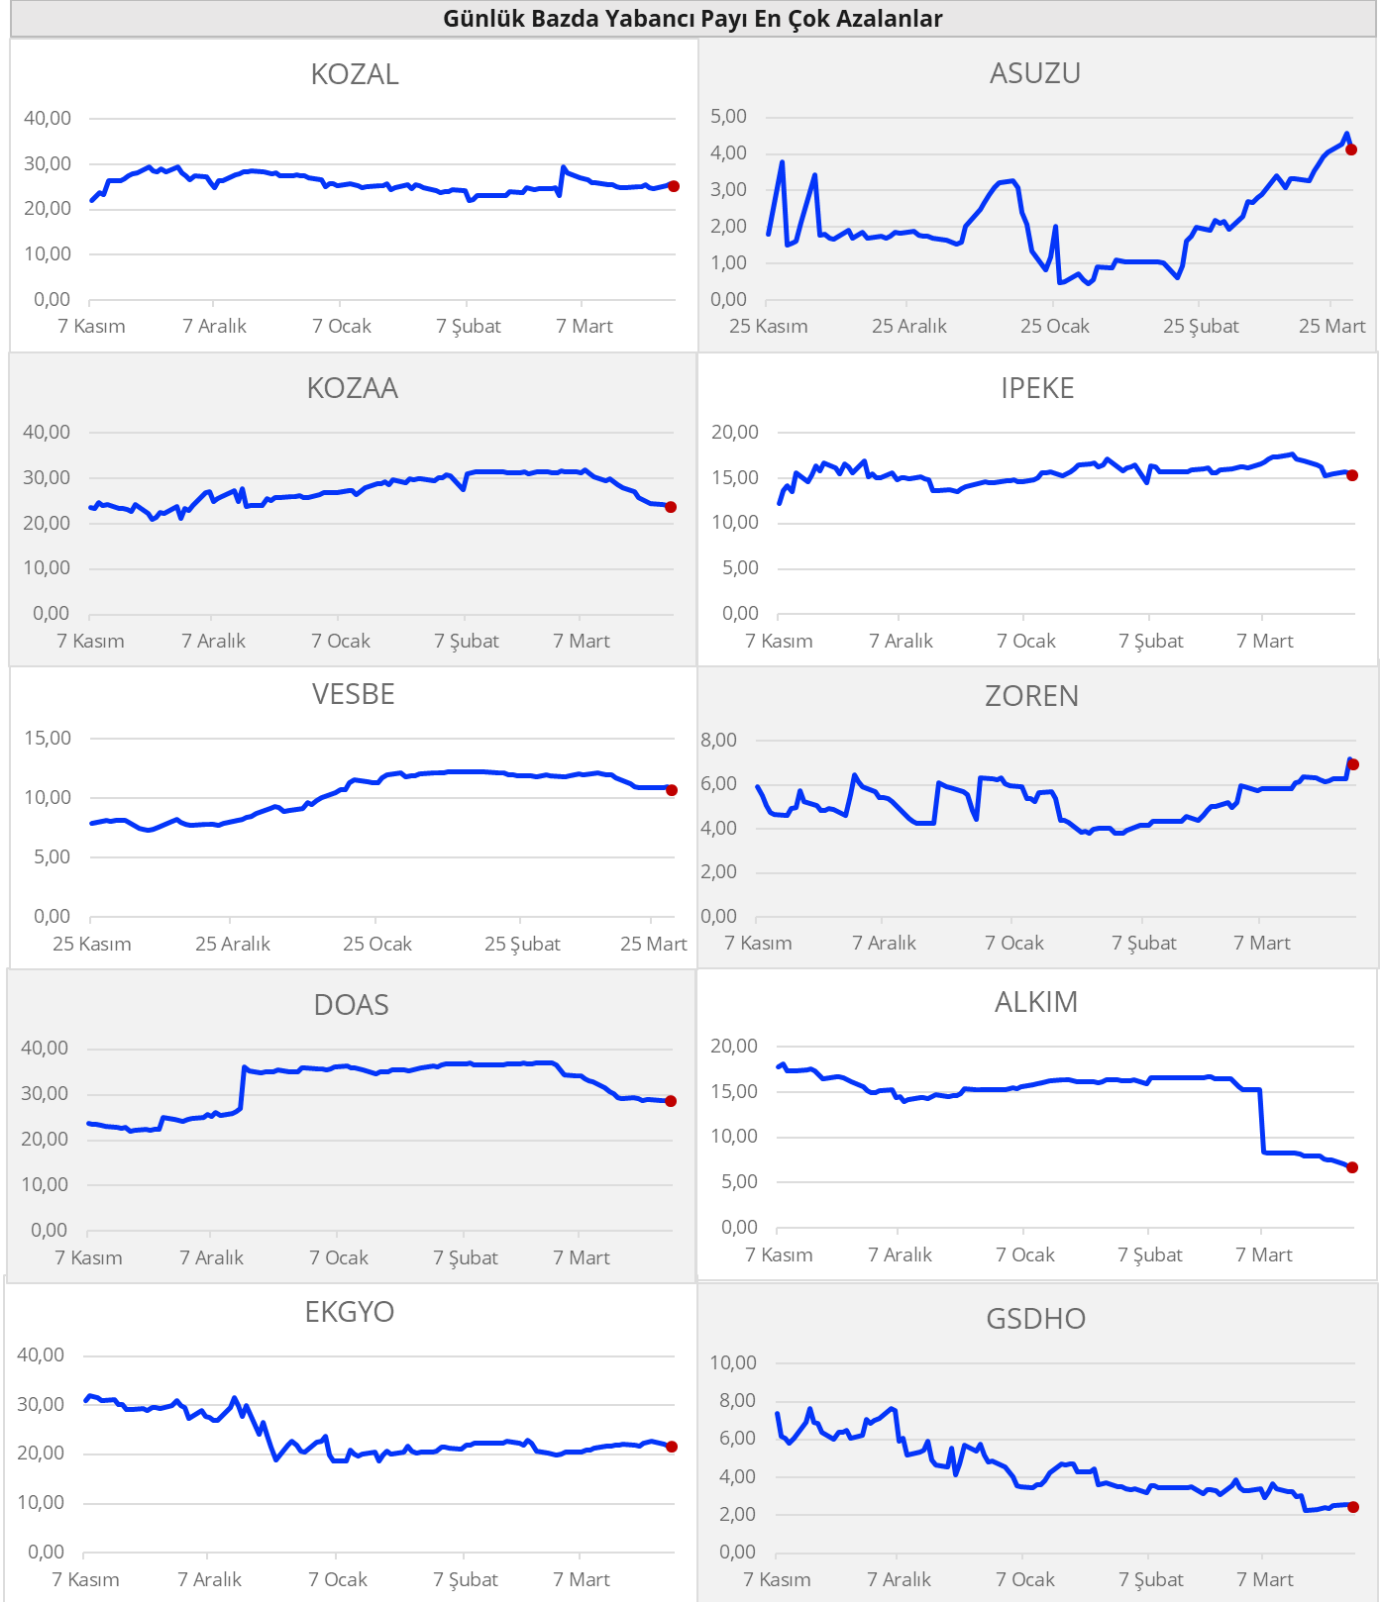 Günlük Bazda Yabancı Payı En Çok Azalanlar
KOZAL
40,00
30,00
20,00
10,00
0,00
7 Kasım 7 Aralık 7 Ocak 7 Şubat 7 Mart
ASUZU
5,00
4,00
3,00
2,00
1,00
0,00
25 Kasım 25 Aralık 25 Ocak 25 Şubat 25 Mart
KOZAA
40,00
30,00
20,00
10,00
0,00
7 Kasım 7 Aralık 7 Ocak 7 Şubat 7 Mart
IPEKE
20,00
15,00
10,00
5,00
0,00
7 Kasım 7 Aralık 7 Ocak 7 Şubat 7 Mart
VESBE
15,00
10,00
5,00
0,00
25 Kasım 25 Aralık 25 Ocak 25 Şubat 25 Mart
ZOREN
8,00
6,00
4,00
2,00
0,00
7 Kasım 7 Aralık 7 Ocak 7 Şubat 7 Mart
DOAS
40,00
30,00
20,00
10,00
0,00
7 Kasım 7 Aralık 7 Ocak 7 Şubat 7 Mart
ALKIM
20,00
15,00
10,00
5,00
0,00
7 Kasım 7 Aralık 7 Ocak 7 Şubat 7 Mart
EKGYO
40,00
30,00
20,00
10,00
0,00
7 Kasım 7 Aralık 7 Ocak 7 Şubat 7 Mart
GSDHO
10,00
8,00
6,00
4,00
2,00
0,00
7 Kasım 7 Aralık 7 Ocak 7 Şubat 7 Mart